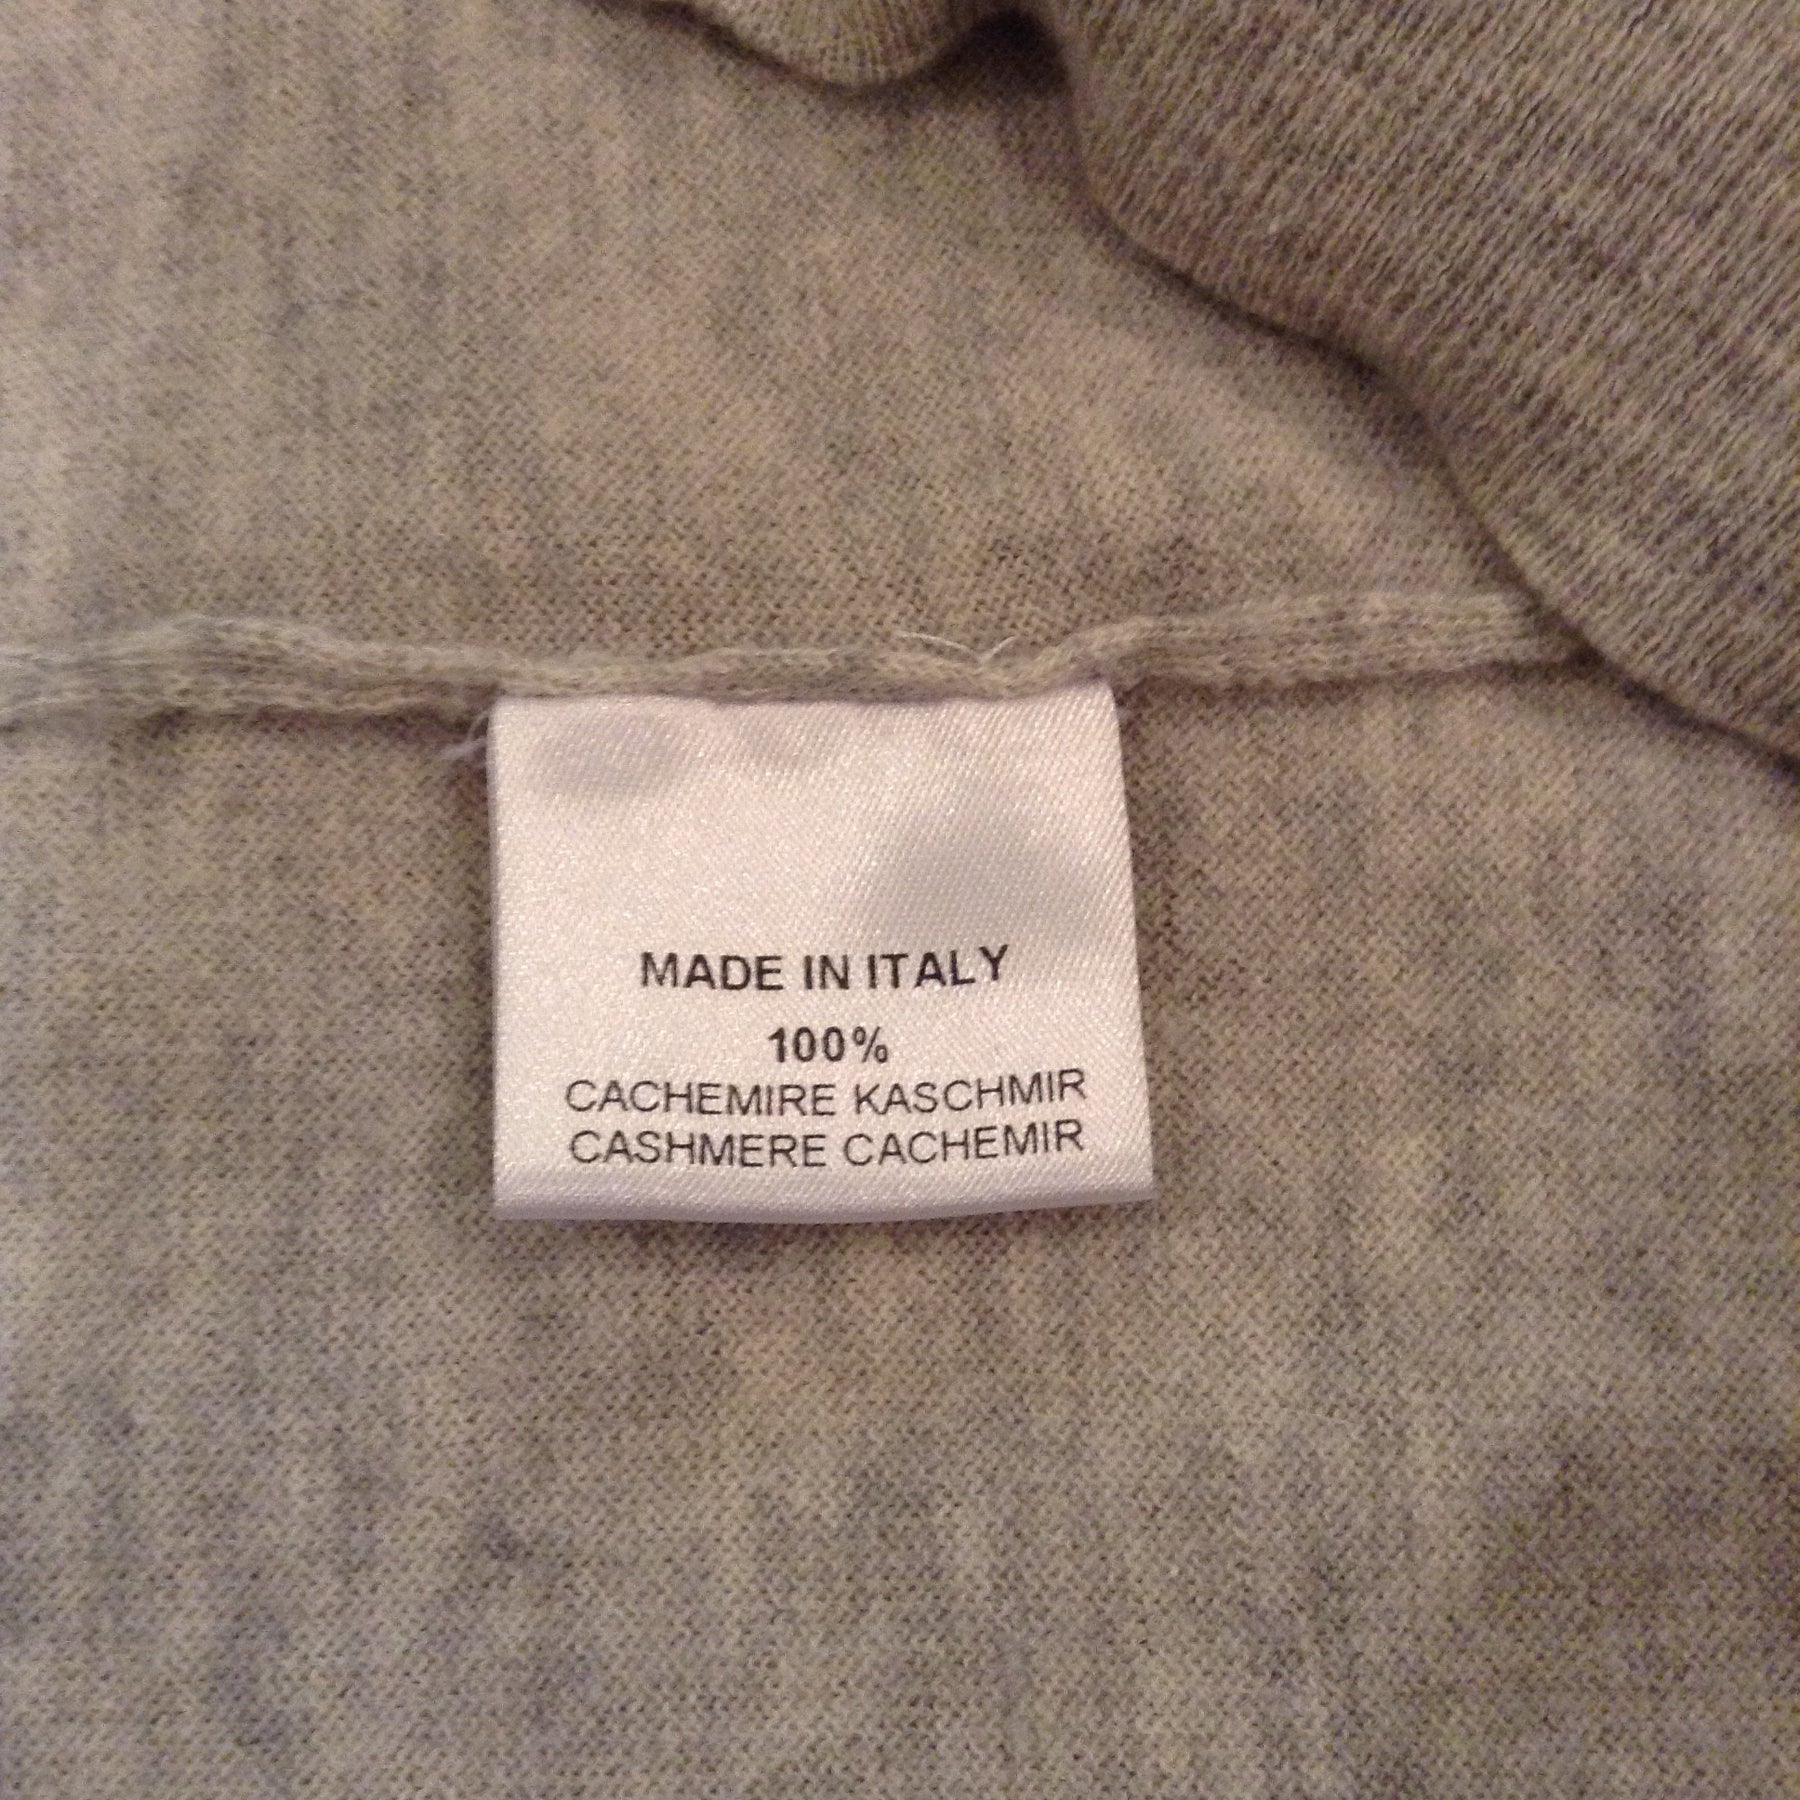 MADE IN ITALY
100%
CACHEMIRE KASCHMIR
CASHMERE CACHEMIR